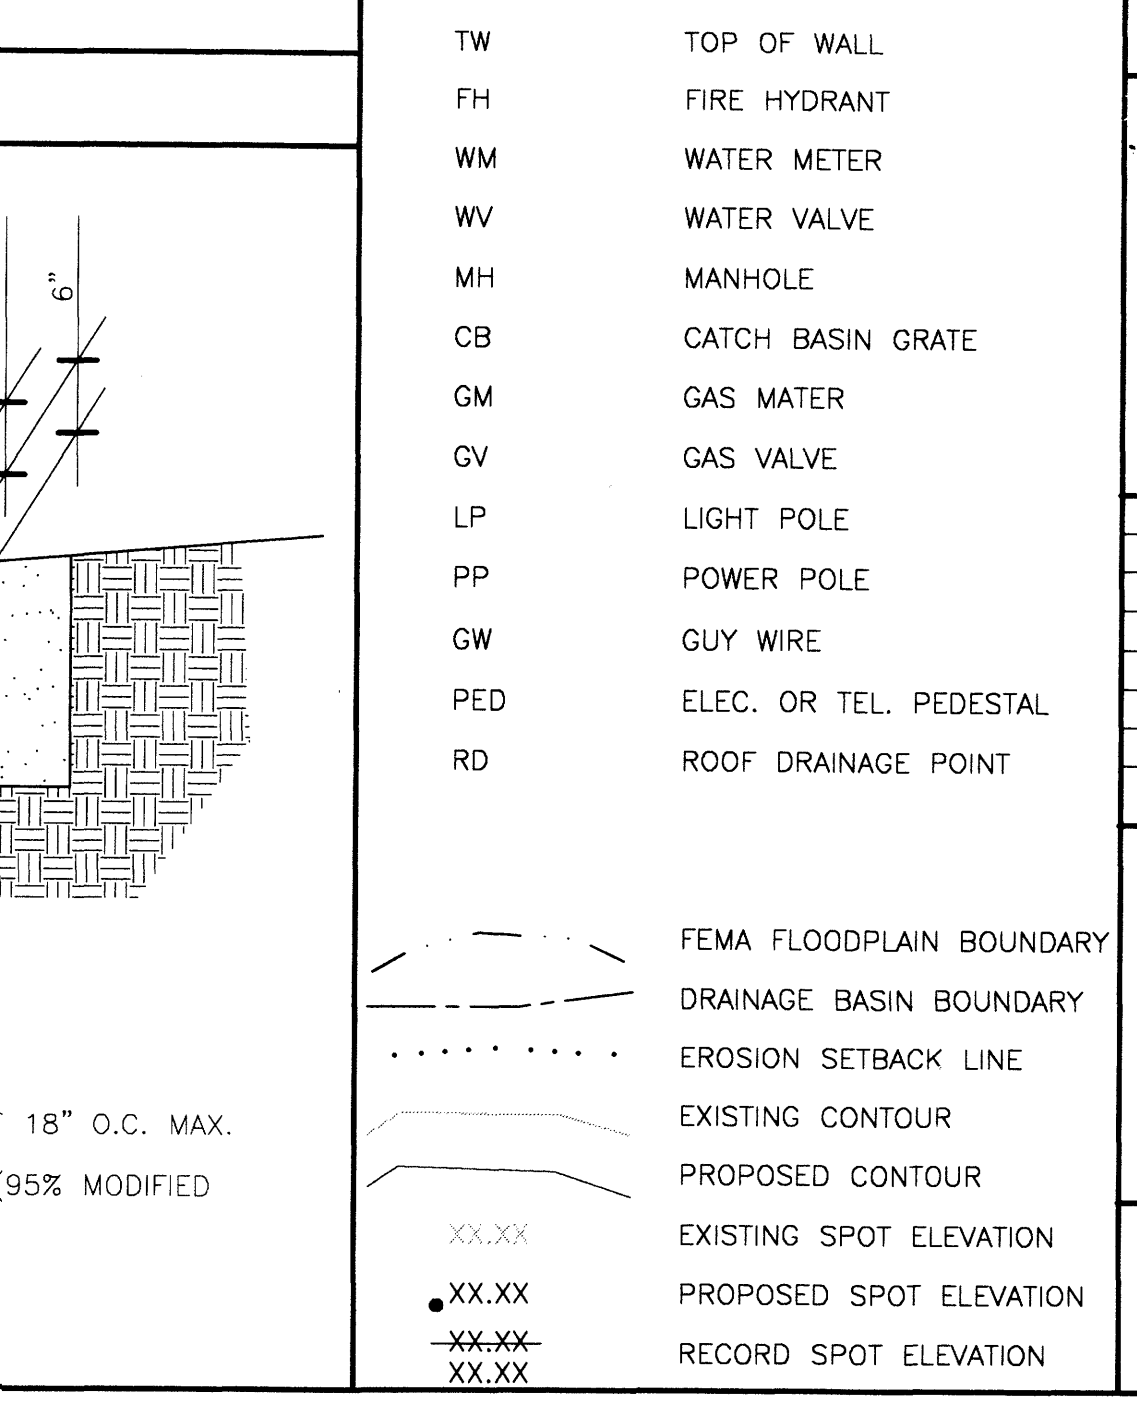 TW TOP OF WALL
FH FIRE HYDRANT
WM WATER METER
WV WATER VALVE
MH MANHOLE
CB CATCH BASIN GRATE
GM GAS MATER
GV GAS VALVE
LP LIGHT POLE
PP POWER POLE
GW GUY WIRE
PED ELEC. OR TEL. PEDESTAL
RD ROOF DRAINAGE POINT
FEMA FLOODPLAIN BOUNDARY
DRAINAGE BASIN BOUNDARY
EROSION SETBACK LINE
EXISTING CONTOUR
PROPOSED CONTOUR
XX.XX EXISTING SPOT ELEVATION
XX.XX PROPOSED SPOT ELEVATION
XX.XX
XX.XX RECORD SPOT ELEVATION
6"
18" O.C. MAX.
(95% MODIFIED